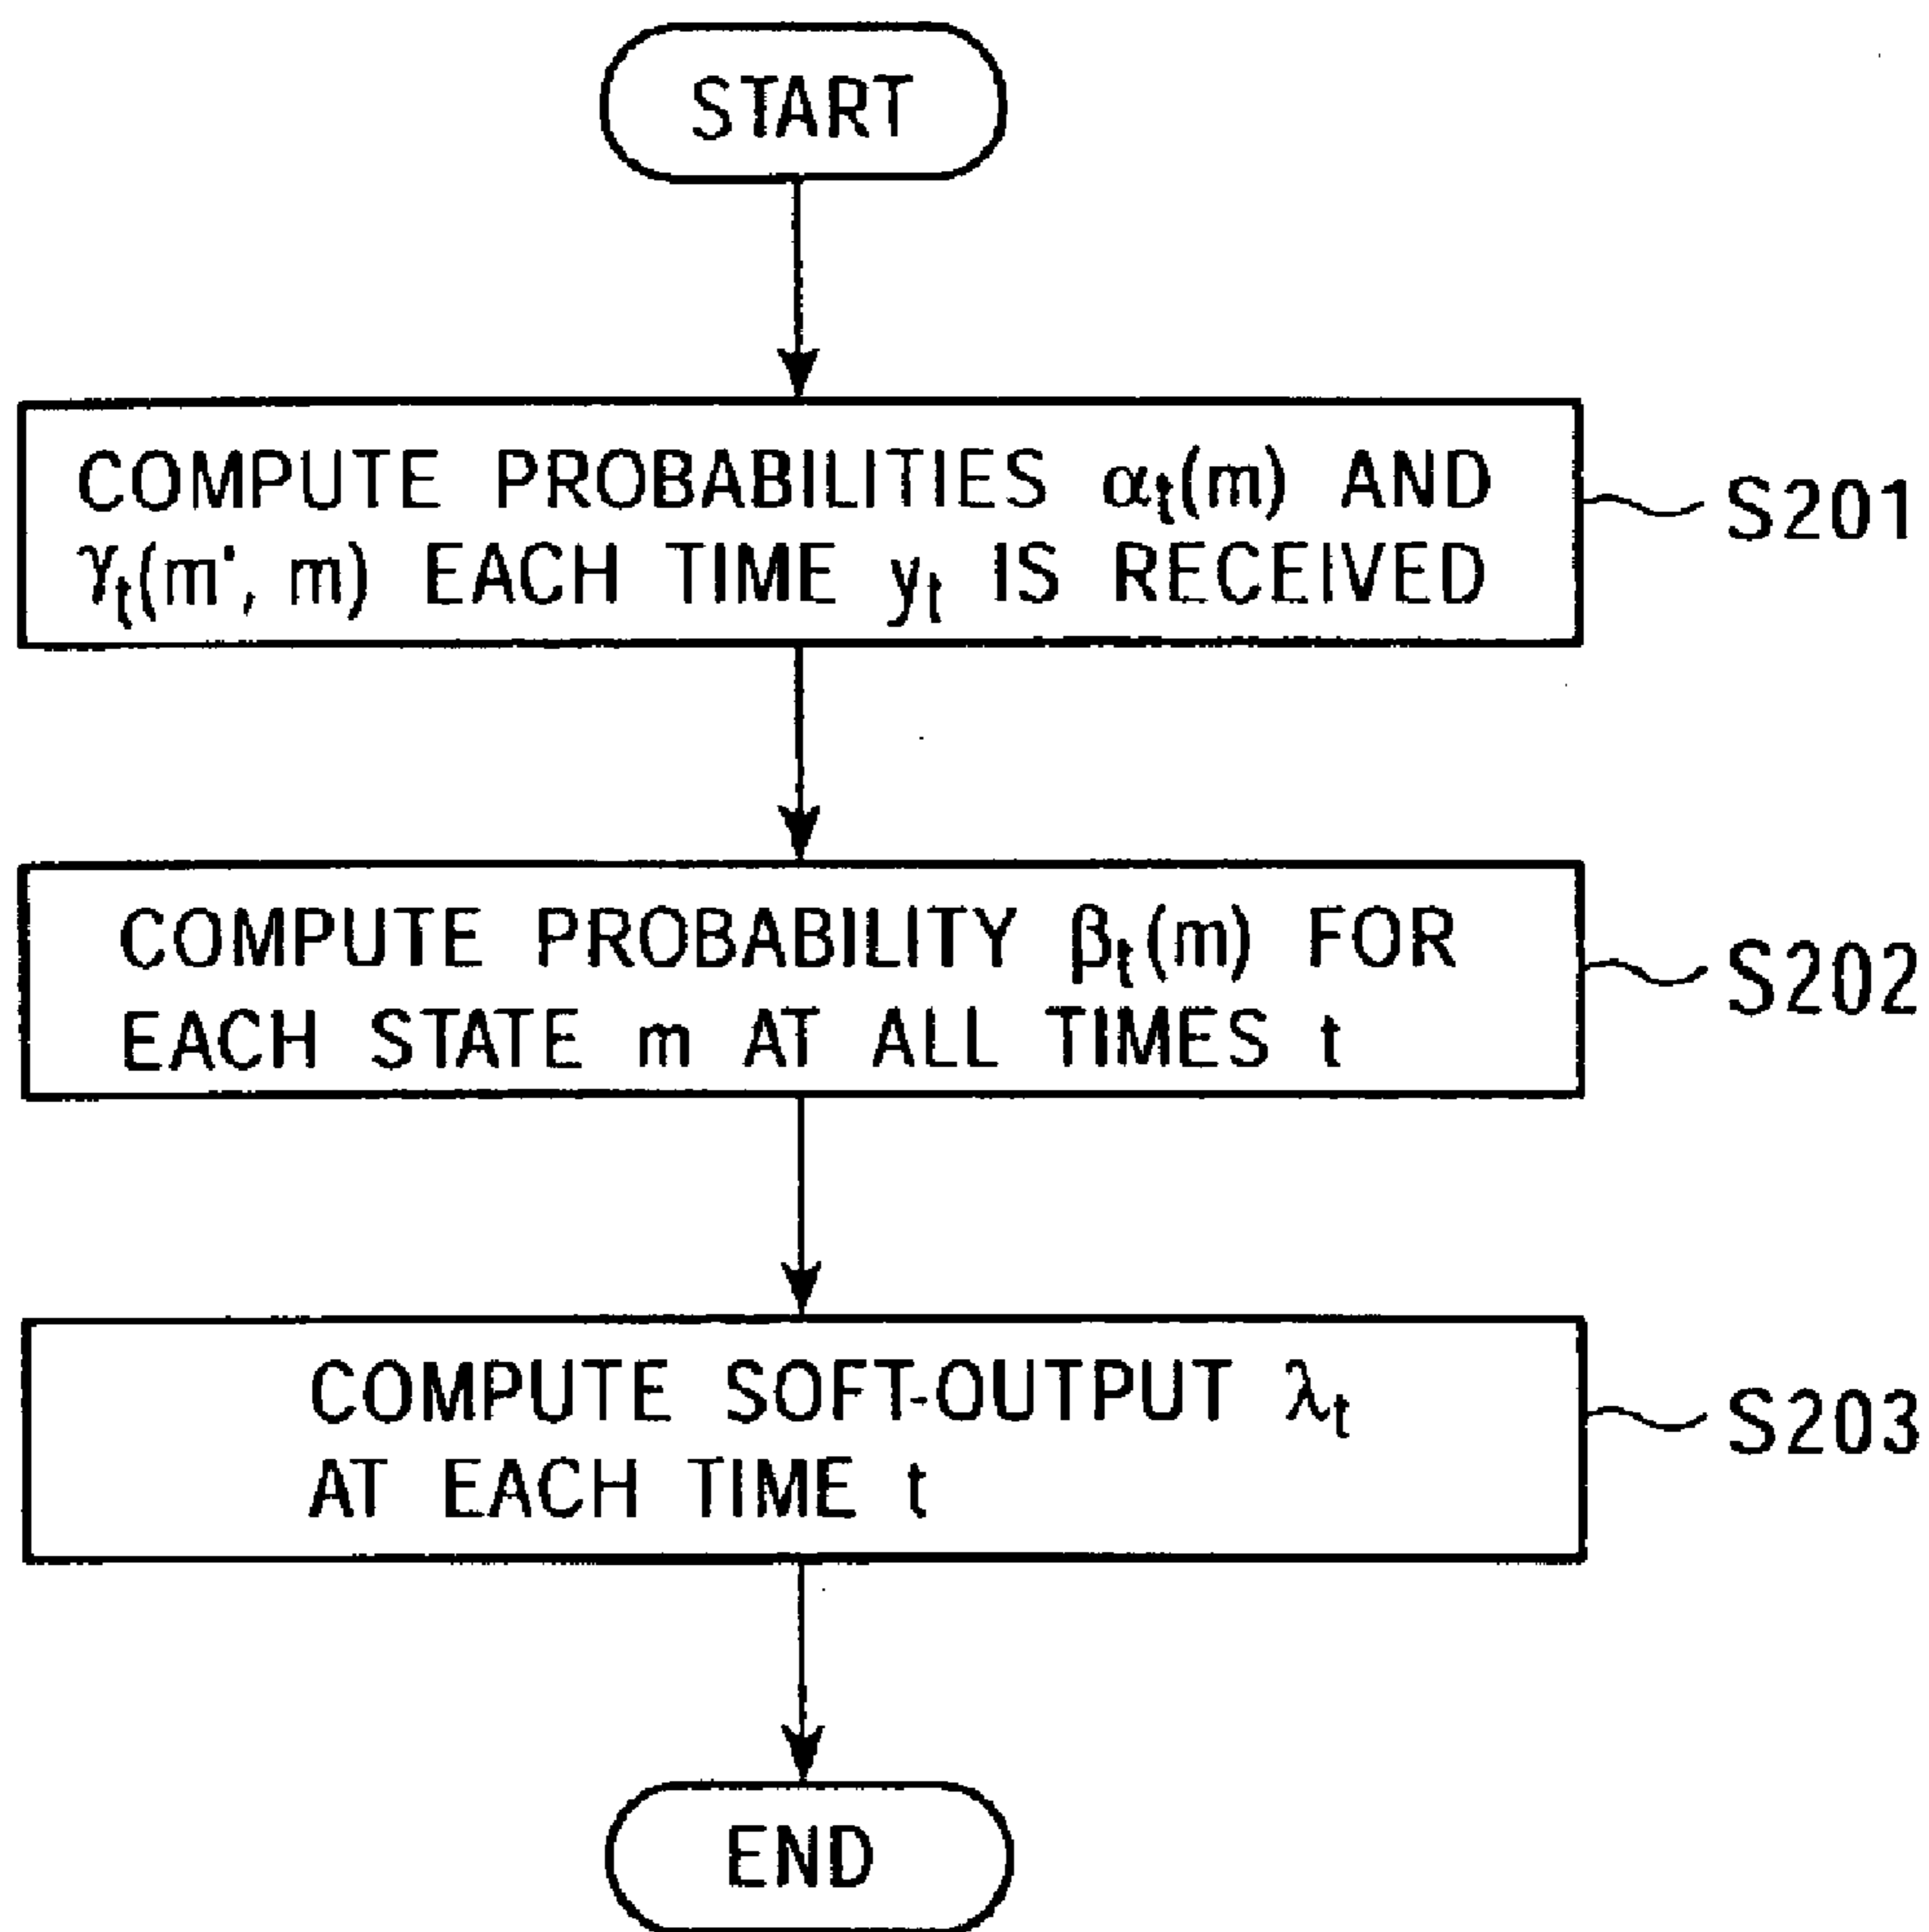 START
COMPUTE PROBABILITIES αt(m) AND
γt(m', m) EACH TIME yt IS RECEIVED
S201
COMPUTE PROBABILITY βt(m) FOR
EACH STATE m AT ALL TIMES t
S202
COMPUTE SOFT-OUTPUT λt
AT EACH TIME t
S203
END